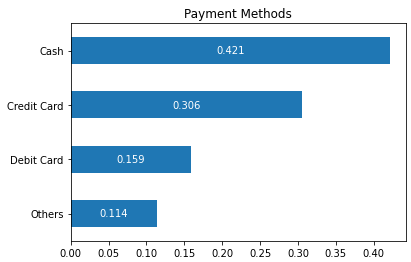 Payment Methods
Cash 0.421
Credit Card 0.306
Debit Card 0.159
Others 0.114
0.00 0.05 0.10 0.15 0.20 0.25 0.30 0.35 0.40